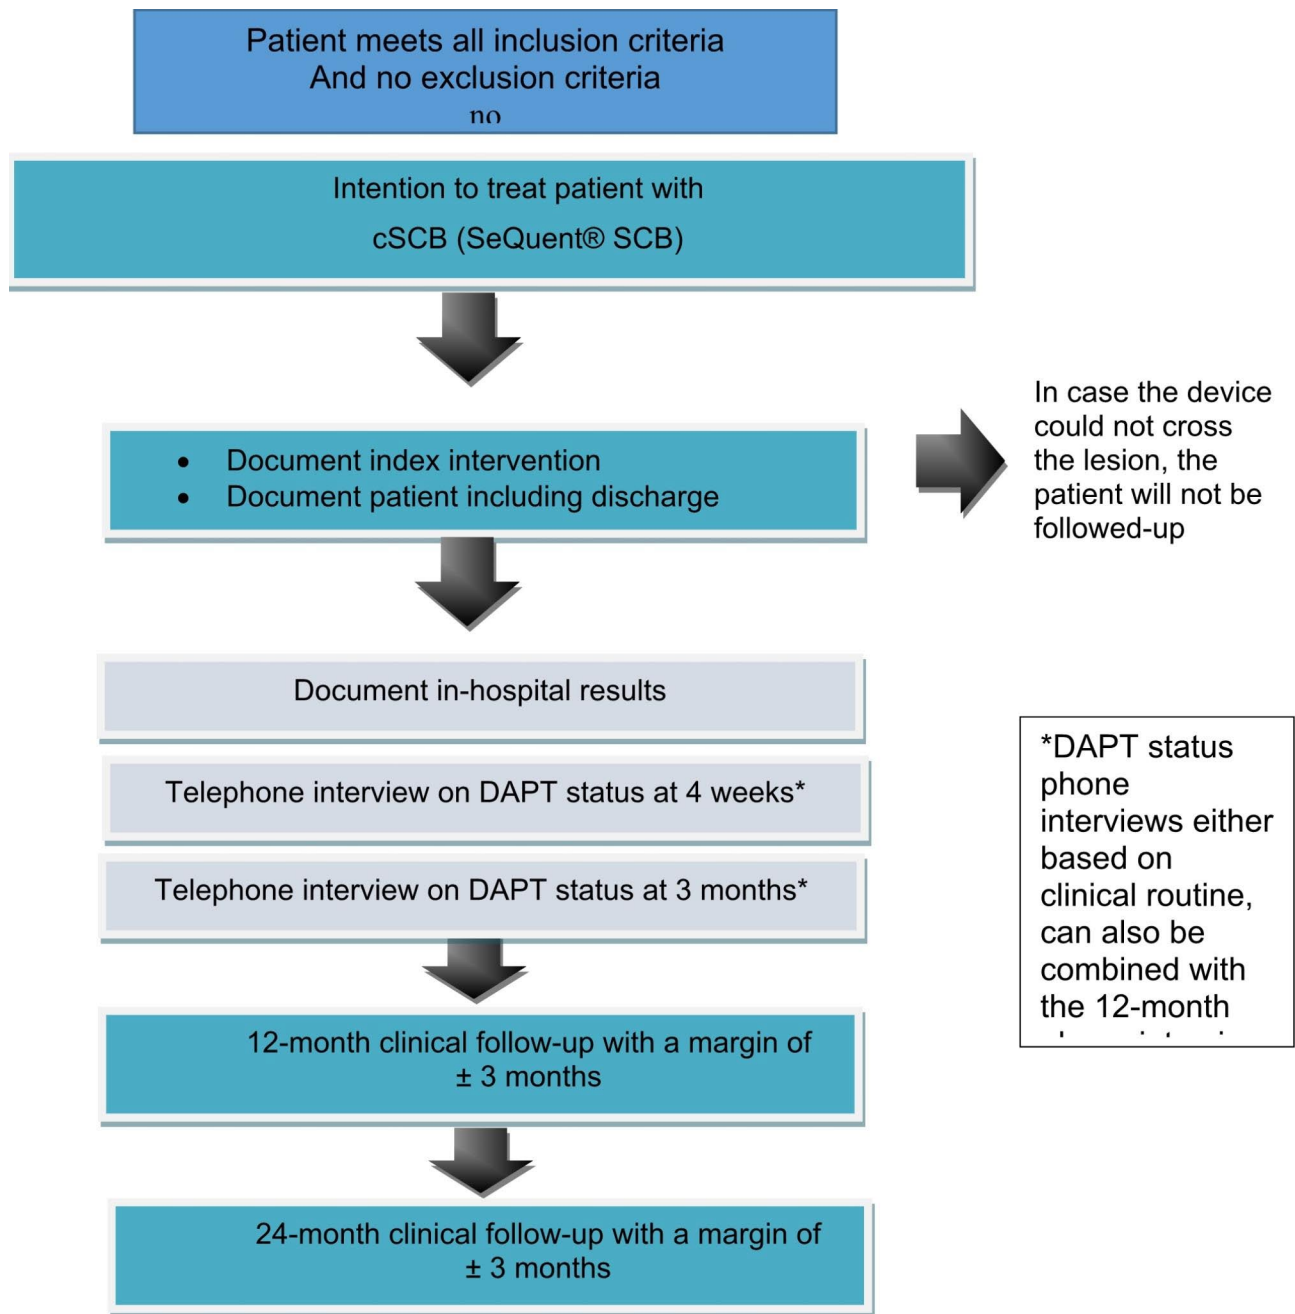 Patient meets all inclusion criteria
And no exclusion criteria
no
Intention to treat patient with
cSCB (SeQuent® SCB)
In case the device
could not cross
the lesion, the
patient will not be
followed-up
• Document index intervention
• Document patient including discharge
Document in-hospital results
Telephone interview on DAPT status at 4 weeks*
Telephone interview on DAPT status at 3 months*
*DAPT status
phone
interviews either
based on
clinical routine,
can also be
combined with
the 12-month
12-month clinical follow-up with a margin of
± 3 months
24-month clinical follow-up with a margin of
± 3 months